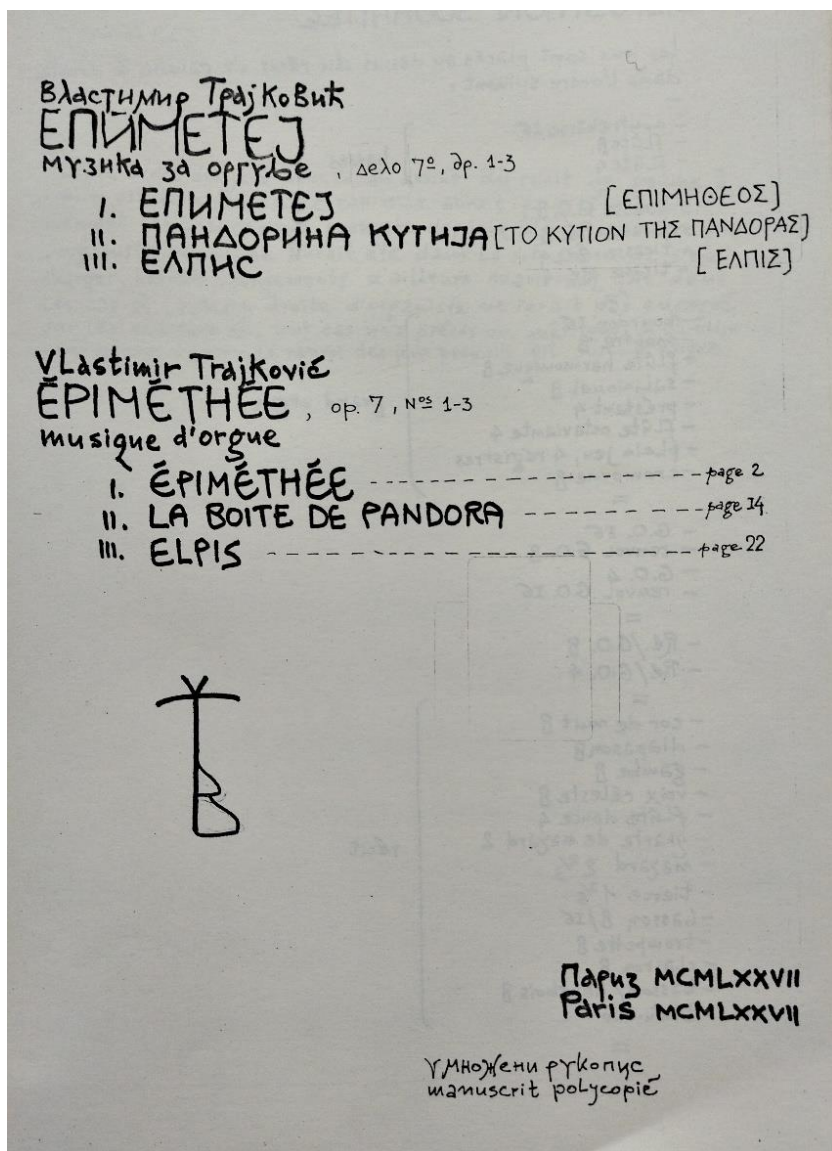 Властимир Трајковић
ЕПИМЕТЕЈ
музика за оргуље , дело 7º, др. 1-3
I. ЕПИМЕТЕЈ [ΕΠΙΜΗΘΕΟΣ]
II. ПАНДОРИНА КУТИЈА [ΤΟ ΚΥΤΙΟΝ ΤΗΣ ΠΑΝΔΟΡΑΣ]
III. ЕЛПИС [ΕΛΠΙΣ]
Vlastimir Trajković
ÉPIMÉTHÉE , op. 7 , Nos 1-3
musique d'orgue
I. ÉPIMÉTHÉE page 2
II. LA BOITE DE PANDORA page 14
III. ELPIS page 22
Париз MCMLXXVII
Paris MCMLXXVII
умножени рукопис
manuscrit polycopié